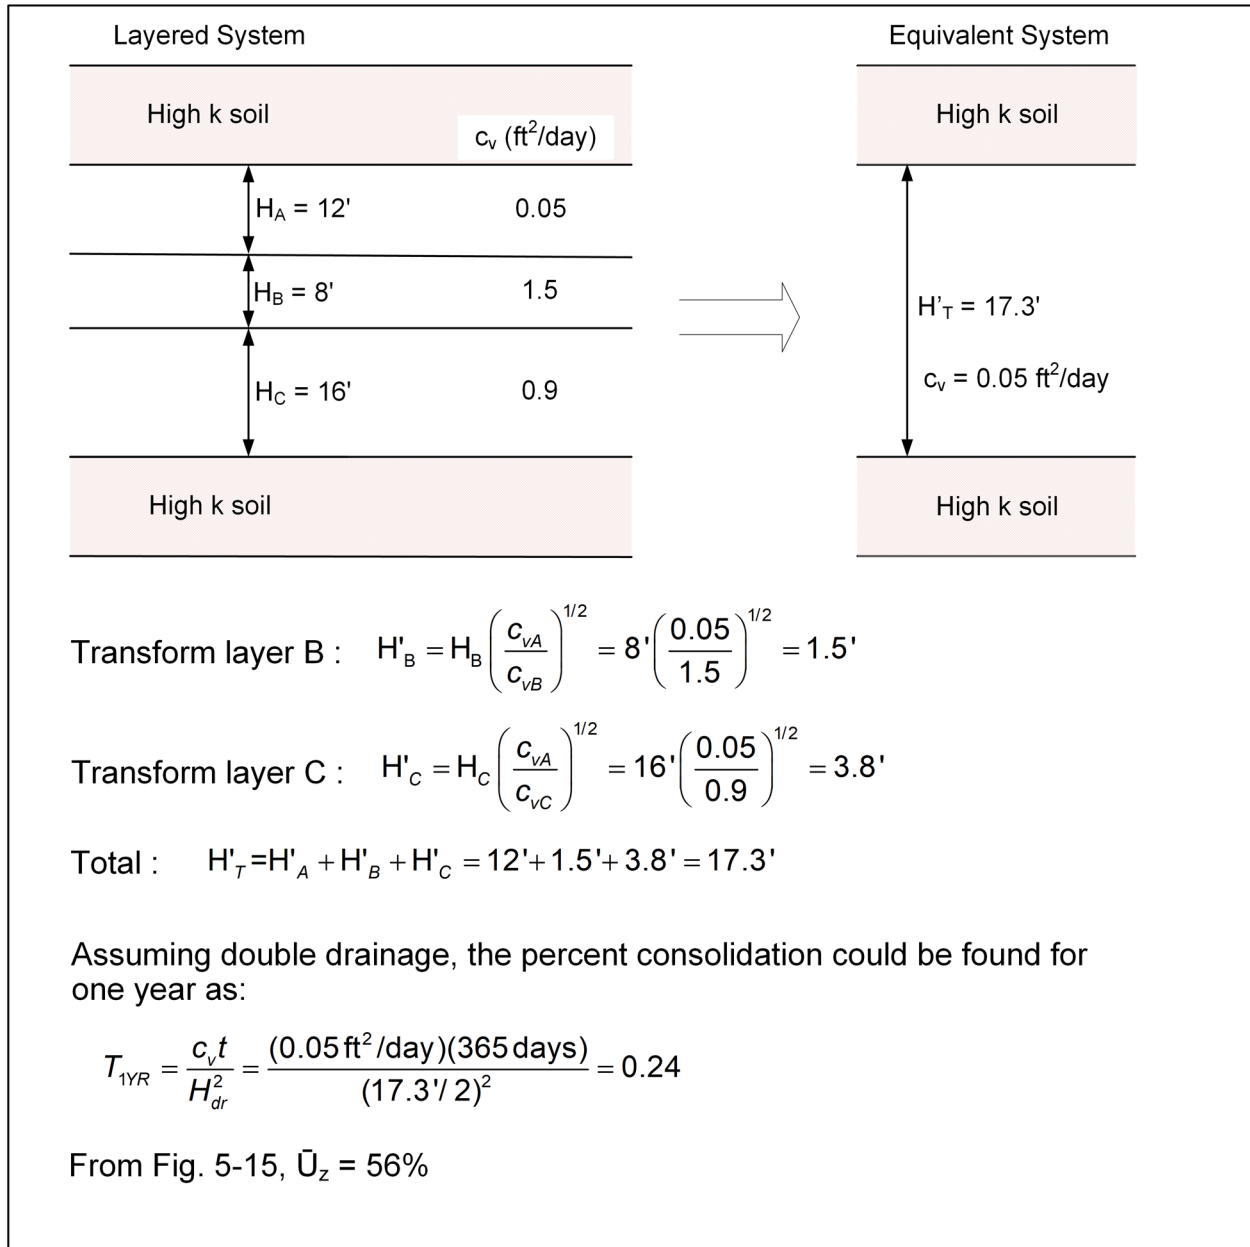 Layered System
Equivalent System
High k soil
c_v (ft²/day)
High k soil
H_A = 12'
0.05
H_B = 8'
1.5
H_C = 16'
0.9
H'_T = 17.3'
c_v = 0.05 ft²/day
High k soil
High k soil
Transform layer B : H'_B = H_B (c_vA / c_vB)^1/2 = 8' (0.05 / 1.5)^1/2 = 1.5'
Transform layer C : H'_C = H_C (c_vA / c_vC)^1/2 = 16' (0.05 / 0.9)^1/2 = 3.8'
Total : H'_T =H'_A + H'_B + H'_C = 12'+ 1.5'+ 3.8' = 17.3'
Assuming double drainage, the percent consolidation could be found for
one year as:
T_1YR = c_v t / H_dr² = (0.05 ft²/day)(365 days) / (17.3'/ 2)² = 0.24
From Fig. 5-15, Ū_z = 56%